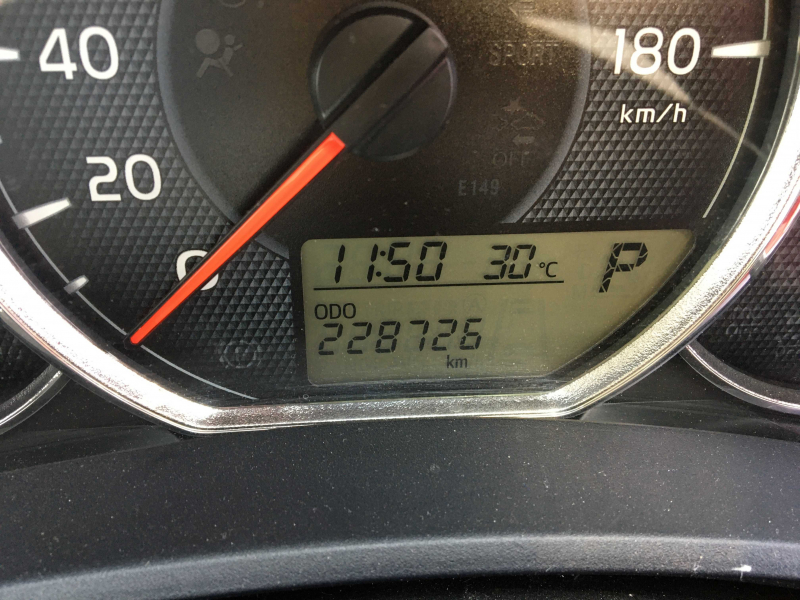 40
20
0
180
km/h
SPORT
OFF
E149
11:50 30°C P
ODO
228726
km